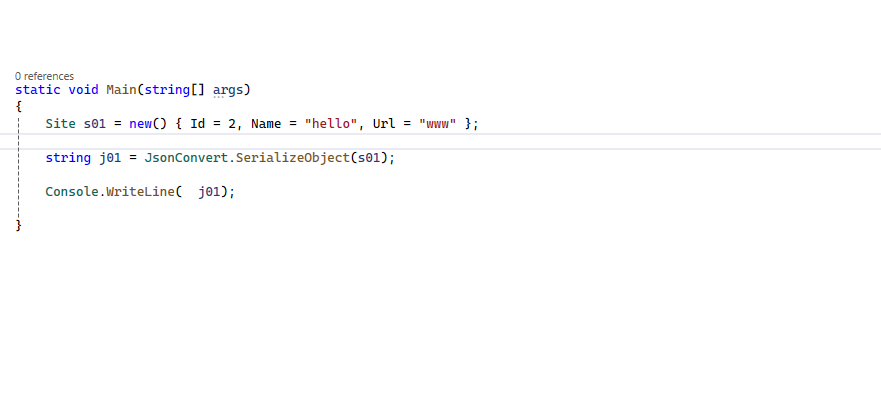 0 references
static void Main(string[] args)
{
Site s01 = new() { Id = 2, Name = "hello", Url = "www" };
string j01 = JsonConvert.SerializeObject(s01);
Console.WriteLine(  j01);
}